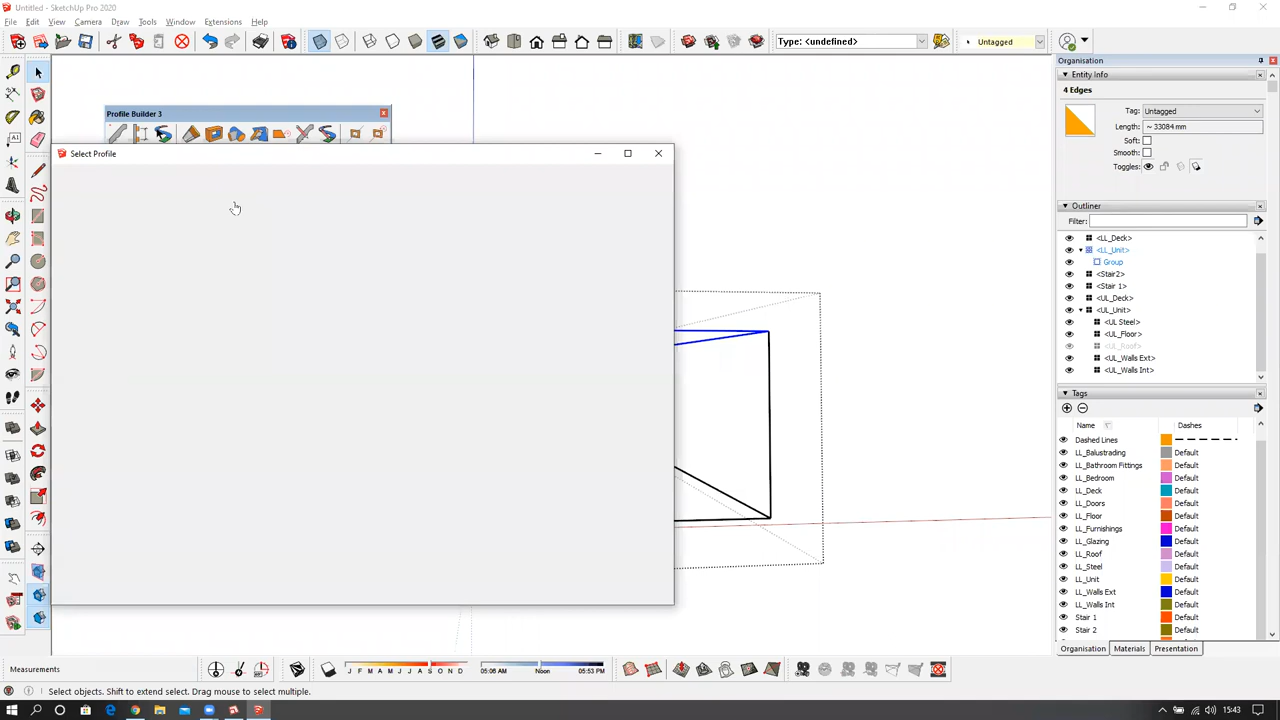 Untitled - SketchUp Pro 2020
File Edit View Camera Draw Tools Window Extensions Help
Type: <undefined>
Untagged
Profile Builder 3
Select Profile
Organisation
Entity Info
4 Edges
Tag: Untagged
Length: ~ 33084 mm
Soft:
Smooth:
Toggles:
Outliner
Filter:
<LL_Deck>
<LL_Unit>
Group
<Stair2>
<Stair 1>
<UL_Deck>
<UL_Unit>
<UL Steel>
<UL_Floor>
<UL_Roof>
<UL_Walls Ext>
<UL_Walls Int>
Tags
Name Dashes
Dashed Lines
LL_Balustrading Default
LL_Bathroom Fittings Default
LL_Bedroom Default
LL_Deck Default
LL_Doors Default
LL_Floor Default
LL_Furnishings Default
LL_Glazing Default
LL_Roof Default
LL_Steel Default
LL_Unit Default
LL_Walls Ext Default
LL_Walls Int Default
Stair 1 Default
Stair 2 Default
Organisation Materials Presentation
Measurements
J F M A M J J A S O N D
05:06 AM Noon 05:53 PM
Select objects. Shift to extend select. Drag mouse to select multiple.
15:43